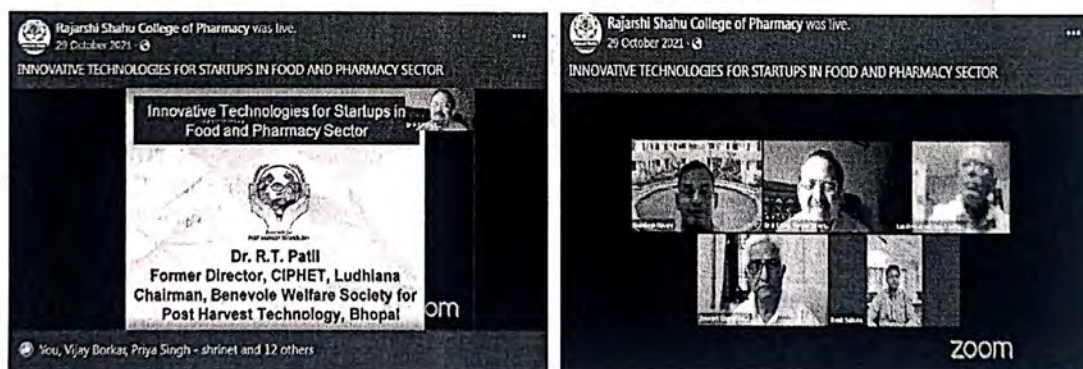 Rajarshi Shahu College of Pharmacy was live.
29 October 2021
INNOVATIVE TECHNOLOGIES FOR STARTUPS IN FOOD AND PHARMACY SECTOR
Innovative Technologies for Startups in
Food and Pharmacy Sector
POST HARVEST TECHNOLOGY
Dr. R.T. Patil
Former Director, CIPHET, Ludhiana
Chairman, Benevole Welfare Society for
Post Harvest Technology, Bhopal
om
You, Vijay Borkar, Priya Singh - shrinet and 12 others
Rajarshi Shahu College of Pharmacy was live.
29 October 2021
INNOVATIVE TECHNOLOGIES FOR STARTUPS IN FOOD AND PHARMACY SECTOR
zoom